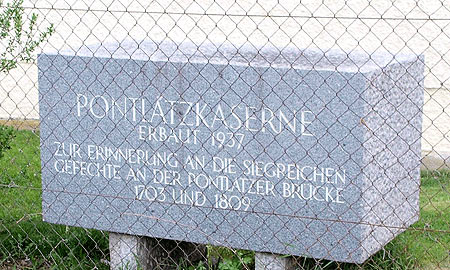 PONTLATZKASERNE
ERBAUT 1937
ZUR ERINNERUNG AN DIE SIEGREICHEN
GEFECHTE AN DER PONTLATZER BRÜCKE
1703 UND 1809